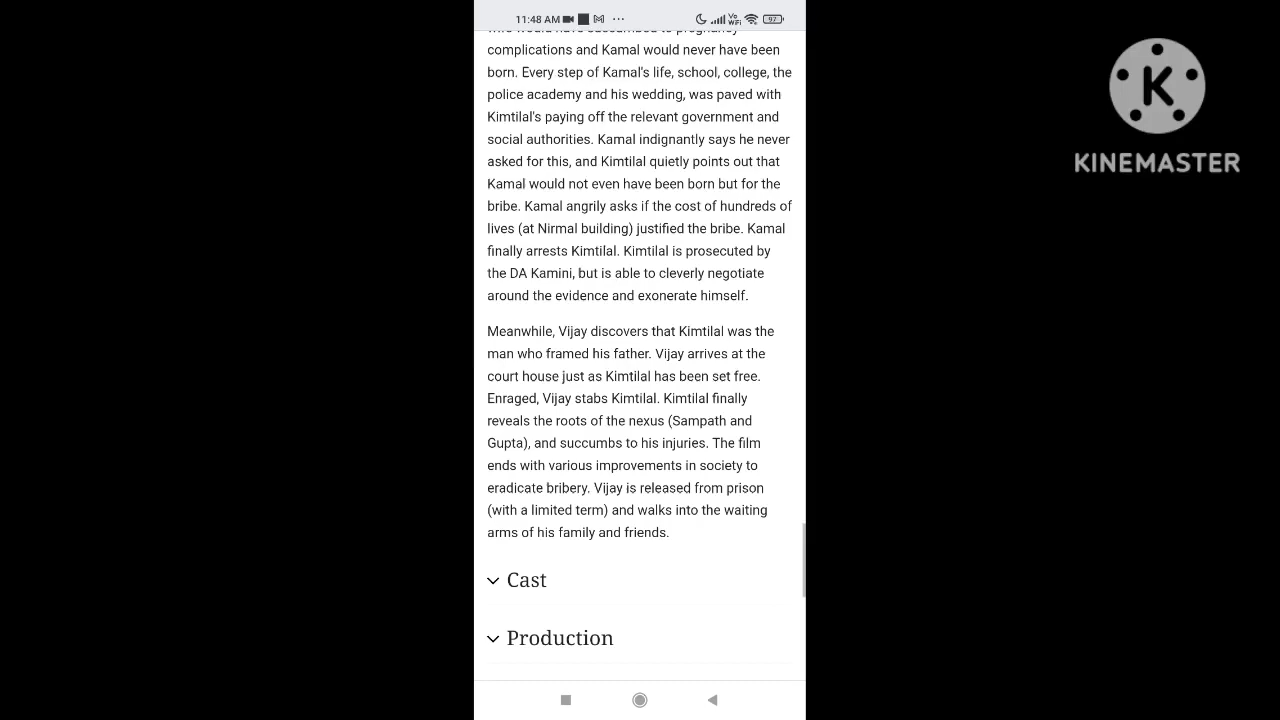 11:48 AM
Vo
WiFi
97
complications and Kamal would never have been
born. Every step of Kamal's life, school, college, the
police academy and his wedding, was paved with
Kimtilal's paying off the relevant government and
social authorities. Kamal indignantly says he never
asked for this, and Kimtilal quietly points out that
Kamal would not even have been born but for the
bribe. Kamal angrily asks if the cost of hundreds of
lives (at Nirmal building) justified the bribe. Kamal
finally arrests Kimtilal. Kimtilal is prosecuted by
the DA Kamini, but is able to cleverly negotiate
around the evidence and exonerate himself.
Meanwhile, Vijay discovers that Kimtilal was the
man who framed his father. Vijay arrives at the
court house just as Kimtilal has been set free.
Enraged, Vijay stabs Kimtilal. Kimtilal finally
reveals the roots of the nexus (Sampath and
Gupta), and succumbs to his injuries. The film
ends with various improvements in society to
eradicate bribery. Vijay is released from prison
(with a limited term) and walks into the waiting
arms of his family and friends.
Cast
Production
K
KINEMASTER